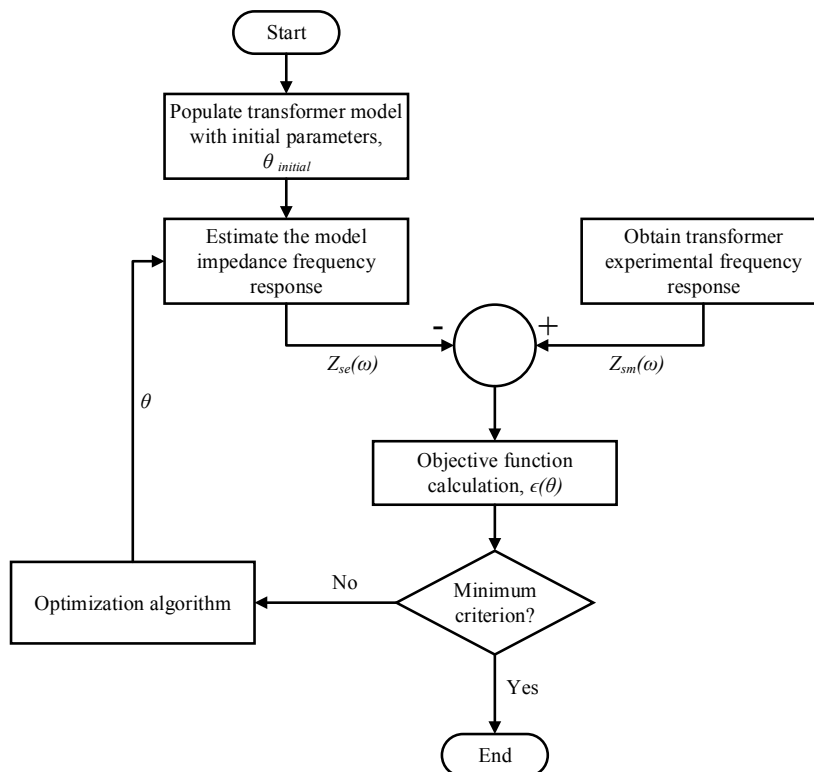 Start
Populate transformer model
with initial parameters,
θ initial
Estimate the model
impedance frequency
response
Obtain transformer
experimental frequency
response
-
+
Zse(ω)
Zsm(ω)
θ
Objective function
calculation, ϵ(θ)
No
Minimum
criterion?
Optimization algorithm
Yes
End